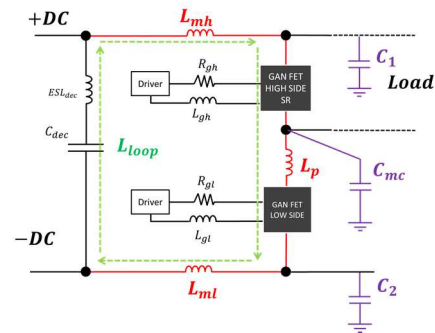 +DC
L_mh
C_1
R_gh
Driver
GAN FET
HIGH SIDE
SR
Load
ESL_dec
L_gh
C_dec
L_loop
L_p
C_mc
R_gl
Driver
GAN FET
LOW SIDE
L_gl
−DC
L_ml
C_2